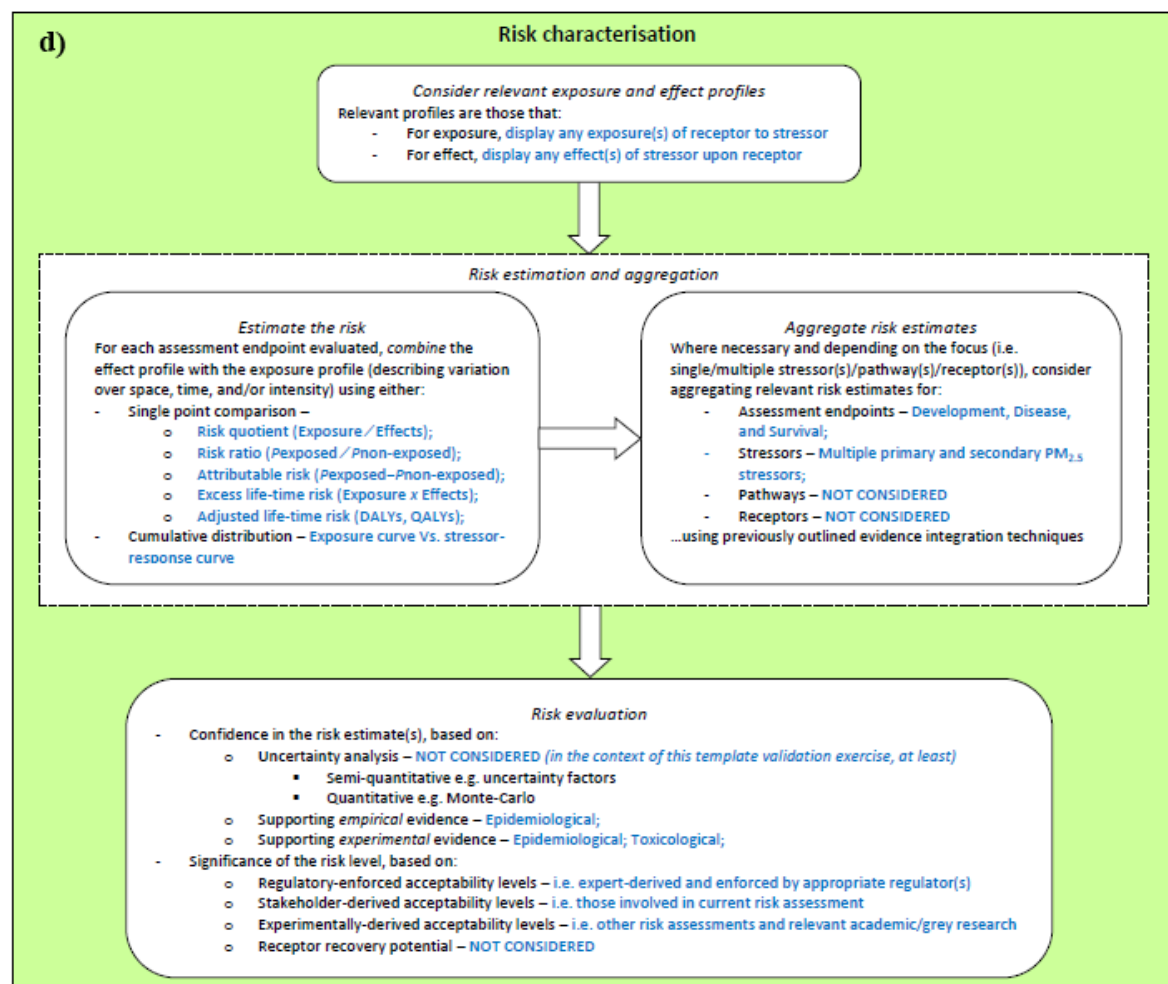 d)
Risk characterisation
Consider relevant exposure and effect profiles
Relevant profiles are those that:
- For exposure, display any exposure(s) of receptor to stressor
- For effect, display any effect(s) of stressor upon receptor
Risk estimation and aggregation
Estimate the risk
For each assessment endpoint evaluated, combine the
effect profile with the exposure profile (describing variation
over space, time, and/or intensity) using either:
- Single point comparison –
o Risk quotient (Exposure/Effects);
o Risk ratio (Pexposed/Pnon-exposed);
o Attributable risk (Pexposed–Pnon-exposed);
o Excess life-time risk (Exposure x Effects);
o Adjusted life-time risk (DALYs, QALYs);
- Cumulative distribution – Exposure curve Vs. stressor-
response curve
Aggregate risk estimates
Where necessary and depending on the focus (i.e.
single/multiple stressor(s)/pathway(s)/receptor(s)), consider
aggregating relevant risk estimates for:
- Assessment endpoints – Development, Disease,
and Survival;
- Stressors – Multiple primary and secondary PM2.5
stressors;
- Pathways – NOT CONSIDERED
- Receptors – NOT CONSIDERED
...using previously outlined evidence integration techniques
Risk evaluation
- Confidence in the risk estimate(s), based on:
o Uncertainty analysis – NOT CONSIDERED (in the context of this template validation exercise, at least)
▪ Semi-quantitative e.g. uncertainty factors
▪ Quantitative e.g. Monte-Carlo
o Supporting empirical evidence – Epidemiological;
o Supporting experimental evidence – Epidemiological; Toxicological;
- Significance of the risk level, based on:
o Regulatory-enforced acceptability levels – i.e. expert-derived and enforced by appropriate regulator(s)
o Stakeholder-derived acceptability levels – i.e. those involved in current risk assessment
o Experimentally-derived acceptability levels – i.e. other risk assessments and relevant academic/grey research
o Receptor recovery potential – NOT CONSIDERED